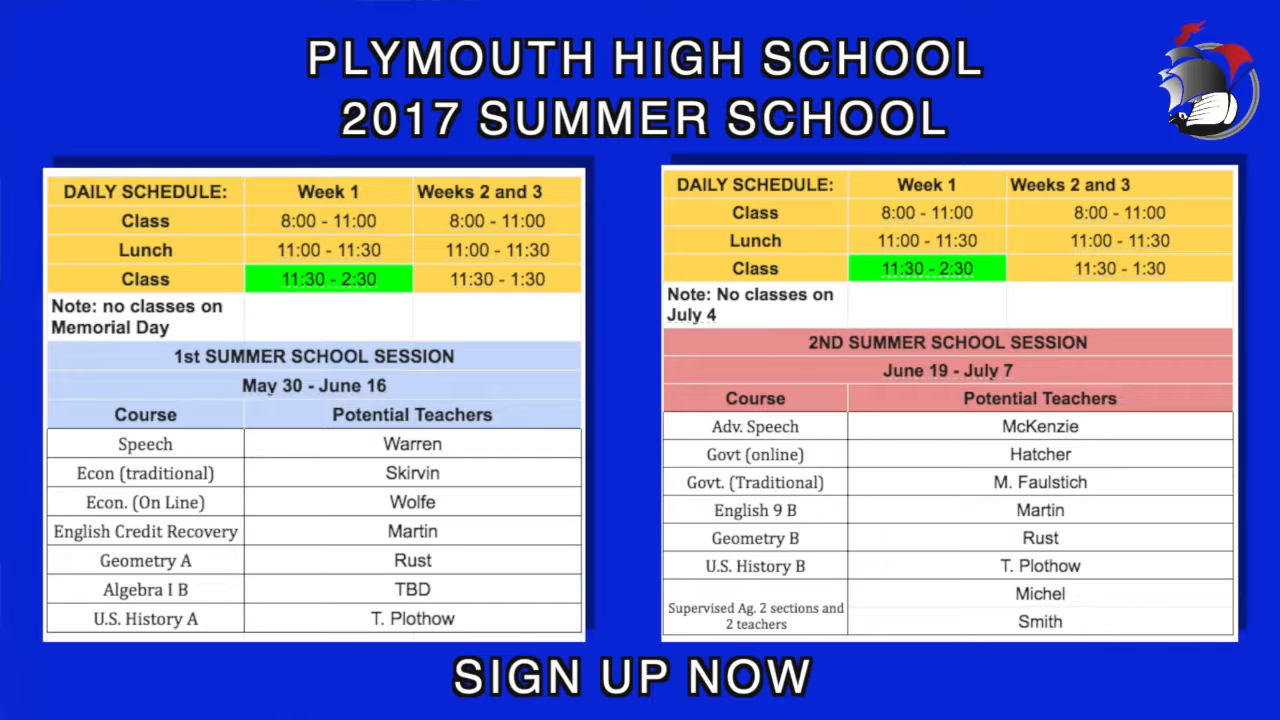 PLYMOUTH HIGH SCHOOL
2017 SUMMER SCHOOL
DAILY SCHEDULE: Week 1 Weeks 2 and 3
Class 8:00 - 11:00 8:00 - 11:00
Lunch 11:00 - 11:30 11:00 - 11:30
Class 11:30 - 2:30 11:30 - 1:30
Note: no classes on
Memorial Day
1st SUMMER SCHOOL SESSION
May 30 - June 16
Course Potential Teachers
Speech Warren
Econ (traditional) Skirvin
Econ. (On Line) Wolfe
English Credit Recovery Martin
Geometry A Rust
Algebra I B TBD
U.S. History A T. Plothow
DAILY SCHEDULE: Week 1 Weeks 2 and 3
Class 8:00 - 11:00 8:00 - 11:00
Lunch 11:00 - 11:30 11:00 - 11:30
Class 11:30 - 2:30 11:30 - 1:30
Note: No classes on
July 4
2ND SUMMER SCHOOL SESSION
June 19 - July 7
Course Potential Teachers
Adv. Speech McKenzie
Govt (online) Hatcher
Govt. (Traditional) M. Faulstich
English 9 B Martin
Geometry B Rust
U.S. History B T. Plothow
Michel
Supervised Ag. 2 sections and
2 teachers Smith
SIGN UP NOW